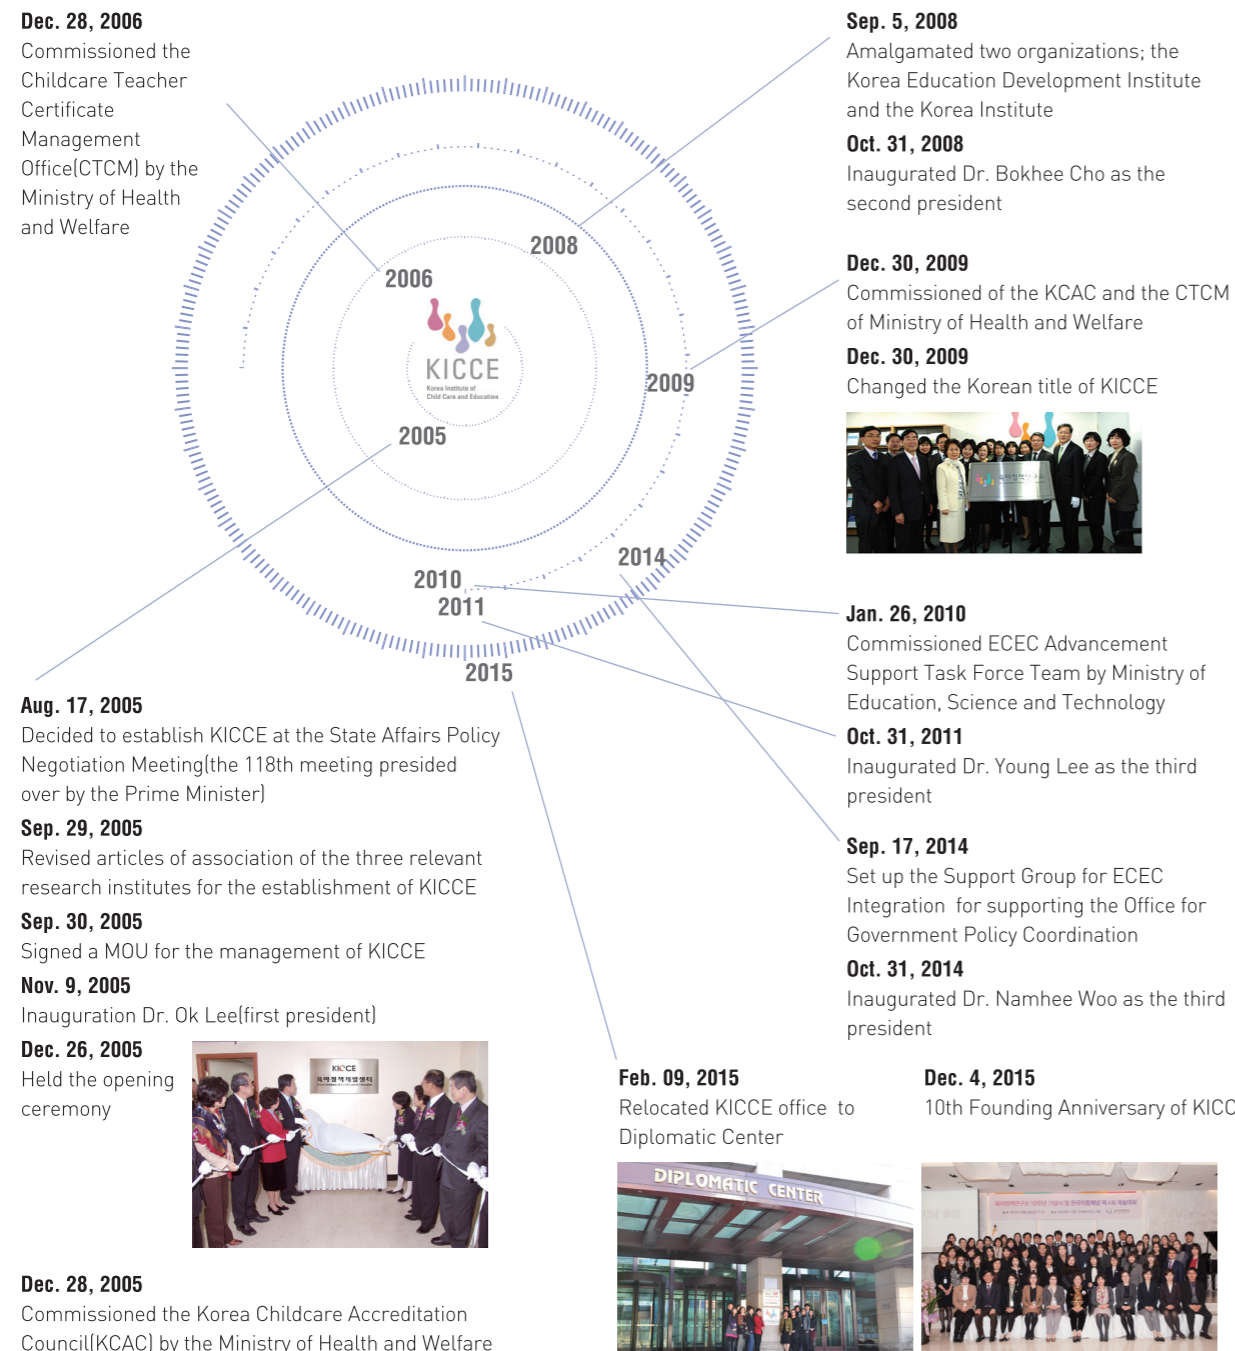 Dec. 28, 2006
Commissioned the
Childcare Teacher
Certificate
Management
Office(CTCM) by the
Ministry of Health
and Welfare
Sep. 5, 2008
Amalgamated two organizations; the
Korea Education Development Institute
and the Korea Institute
Oct. 31, 2008
Inaugurated Dr. Bokhee Cho as the
second president
Dec. 30, 2009
Commissioned of the KCAC and the CTCM
of Ministry of Health and Welfare
Dec. 30, 2009
Changed the Korean title of KICCE
2008
2006
KICCE
Korea Institute of
Child Care and Education
2009
2005
2014
2010
2011
2015
Jan. 26, 2010
Commissioned ECEC Advancement
Support Task Force Team by Ministry of
Education, Science and Technology
Oct. 31, 2011
Inaugurated Dr. Young Lee as the third
president
Sep. 17, 2014
Set up the Support Group for ECEC
Integration  for supporting the Office for
Government Policy Coordination
Oct. 31, 2014
Inaugurated Dr. Namhee Woo as the third
president
Aug. 17, 2005
Decided to establish KICCE at the State Affairs Policy
Negotiation Meeting(the 118th meeting presided
over by the Prime Minister)
Sep. 29, 2005
Revised articles of association of the three relevant
research institutes for the establishment of KICCE
Sep. 30, 2005
Signed a MOU for the management of KICCE
Nov. 9, 2005
Inauguration Dr. Ok Lee(first president)
Dec. 26, 2005
Held the opening
ceremony
KICCE
육아정책개발센터
Dec. 28, 2005
Commissioned the Korea Childcare Accreditation
Council(KCAC) by the Ministry of Health and Welfare
Feb. 09, 2015
Relocated KICCE office  to
Diplomatic Center
DIPLOMATIC CENTER
Dec. 4, 2015
10th Founding Anniversary of KICC